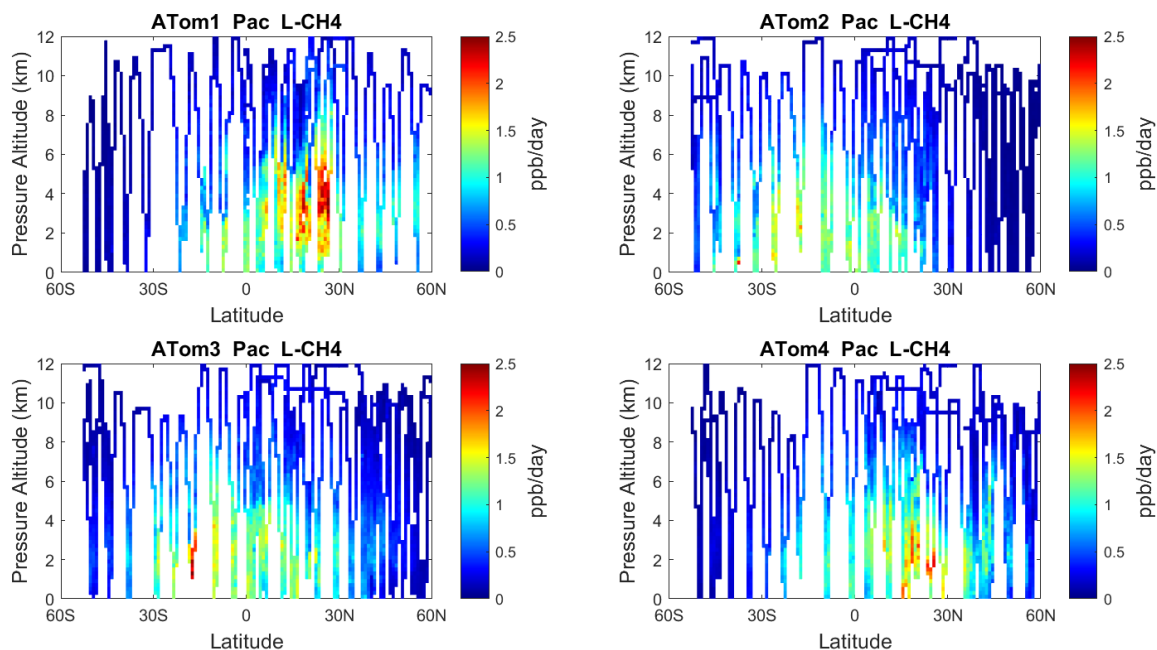 ATom1 Pac L-CH4
12
10
8
6
4
2
0
Pressure Altitude (km)
60S 30S 0 30N 60N
Latitude
2.5
2
1.5
1
0.5
0
ppb/day
ATom2 Pac L-CH4
12
10
8
6
4
2
0
Pressure Altitude (km)
60S 30S 0 30N 60N
Latitude
2.5
2
1.5
1
0.5
0
ppb/day
ATom3 Pac L-CH4
12
10
8
6
4
2
0
Pressure Altitude (km)
60S 30S 0 30N 60N
Latitude
2.5
2
1.5
1
0.5
0
ppb/day
ATom4 Pac L-CH4
12
10
8
6
4
2
0
Pressure Altitude (km)
60S 30S 0 30N 60N
Latitude
2.5
2
1.5
1
0.5
0
ppb/day